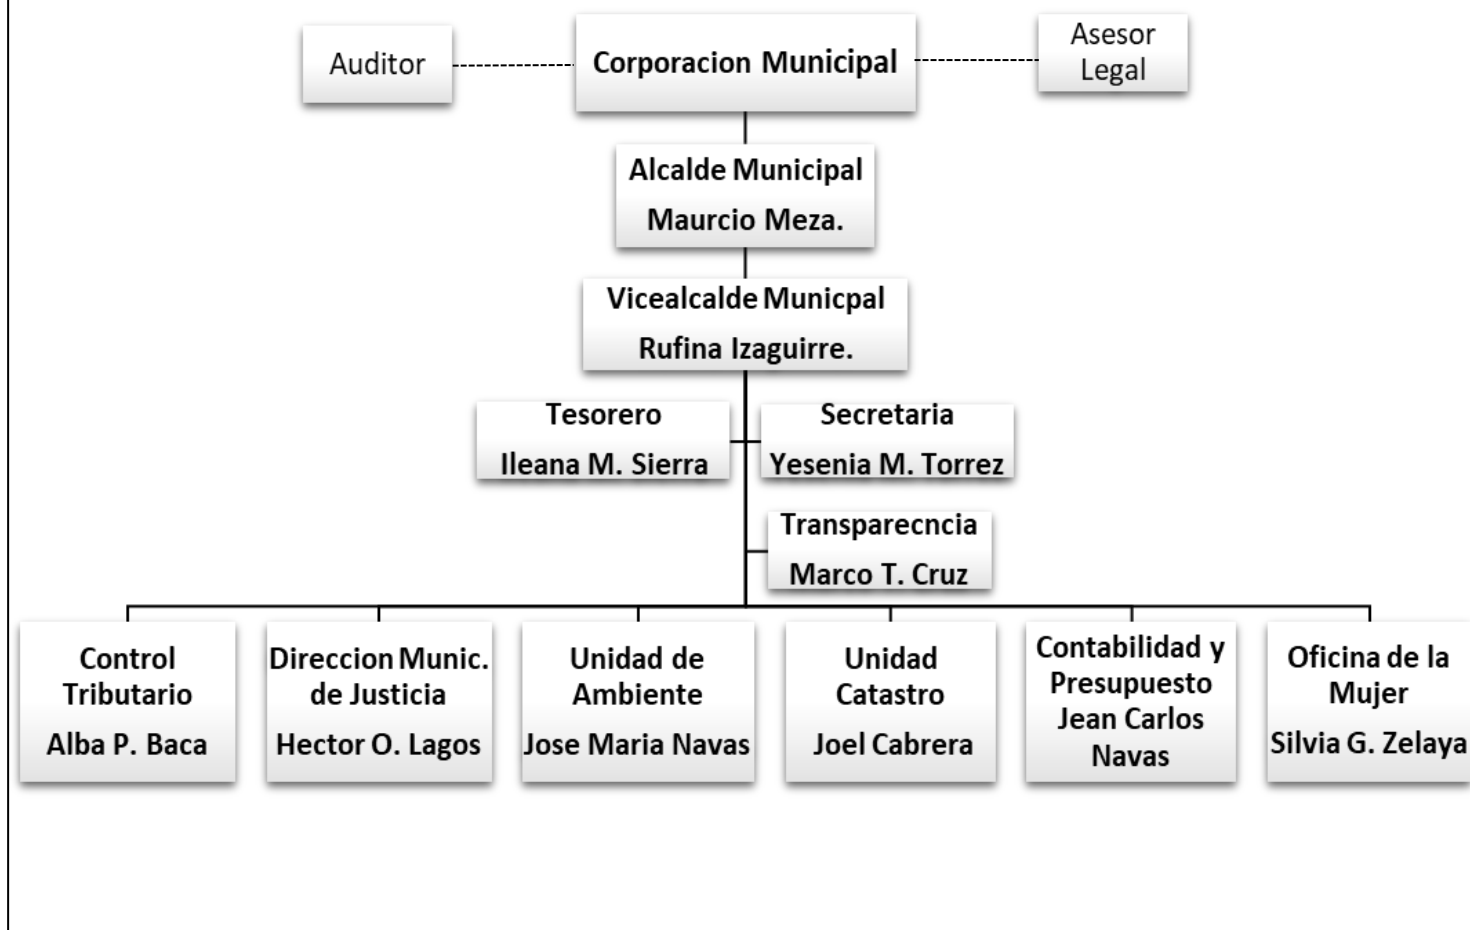 Auditor
Corporacion Municipal
Asesor
Legal
Alcalde Municipal
Maurcio Meza.
Vicealcalde Municpal
Rufina Izaguirre.
Tesorero
Ileana M. Sierra
Secretaria
Yesenia M. Torrez
Transparecncia
Marco T. Cruz
Control
Tributario
Alba P. Baca
Direccion Munic.
de Justicia
Hector O. Lagos
Unidad de
Ambiente
Jose Maria Navas
Unidad
Catastro
Joel Cabrera
Contabilidad y
Presupuesto
Jean Carlos
Navas
Oficina de la
Mujer
Silvia G. Zelaya